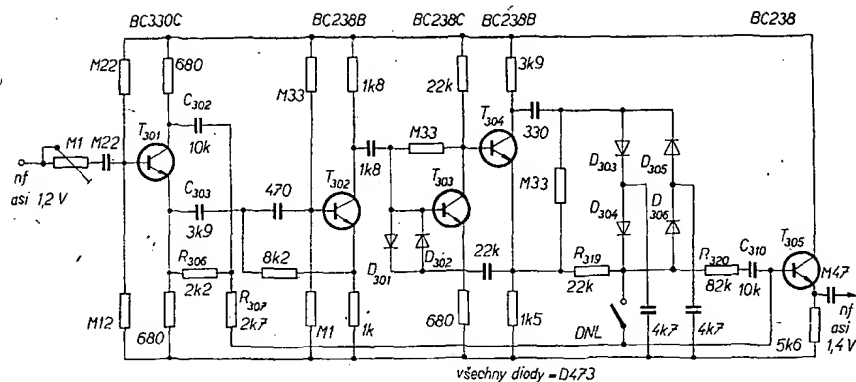 BC330C
BC238B
BC238C
BC238B
BC238
M22
680
C302
10k
M33
1k8
22k
3k9
T301
M1
M22
nf
asi 1,2 V
C303
3k9
470
T302
1k8
M33
T303
T304
330
M33
D303
D305
D304
D306
T305
R306
2k2
8k2
D301
D302
22k
R319
22k
R320
82k
C310
10k
M47
nf
asi
1,4 V
M12
680
R307
2k7
M1
1k
680
1k5
DNL
4k7
4k7
5k6
všechny diody = D473